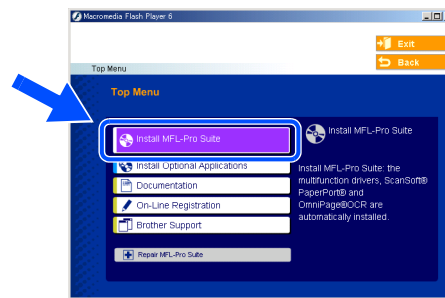 Macromedia Flash Player 6
Exit
Back
Top Menu
Top Menu
Install MFL-Pro Suite
Install Optional Applications
Documentation
On-Line Registration
Brother Support
Repair MFL-Pro Suite
Install MFL-Pro Suite
Install MFL-Pro Suite: the
multifunction drivers, ScanSoft®
PaperPort® and
OmniPage®OCR are
automatically installed.